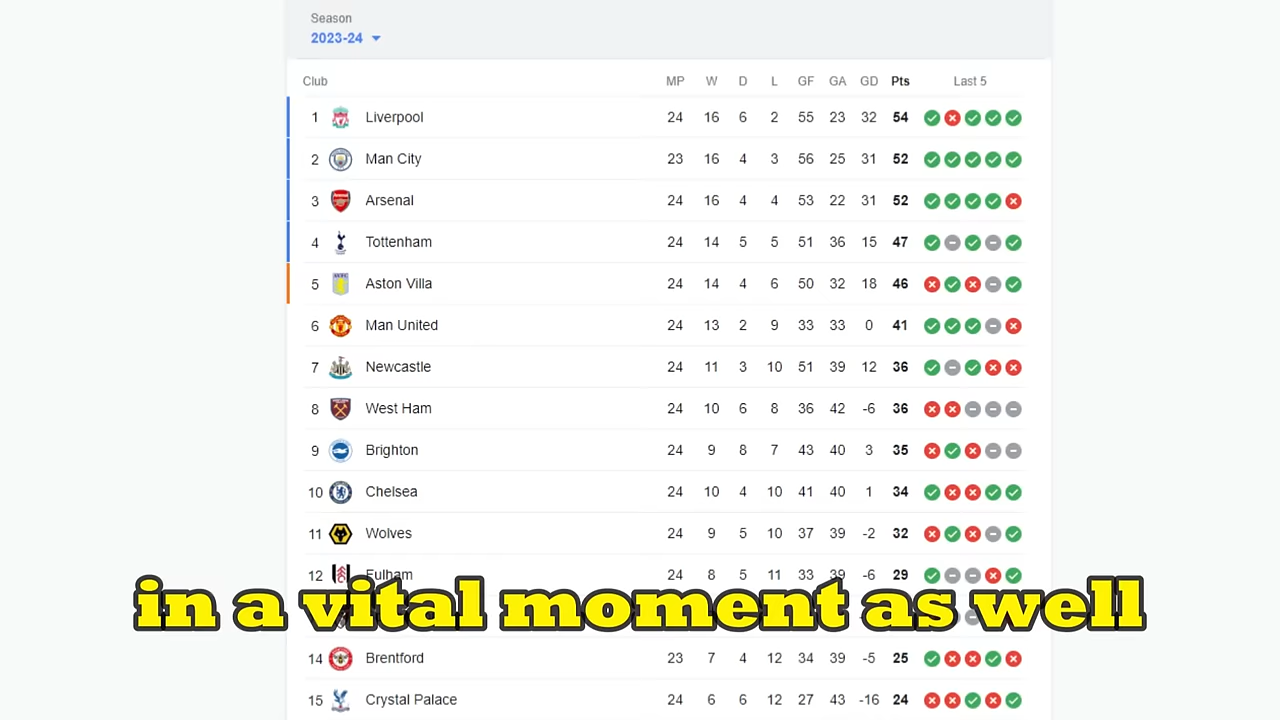 Season
2023-24
Club MP W D L GF GA GD Pts Last 5
1 Liverpool 24 16 6 2 55 23 32 54
2 Man City 23 16 4 3 56 25 31 52
3 Arsenal 24 16 4 4 53 22 31 52
4 Tottenham 24 14 5 5 51 36 15 47
5 Aston Villa 24 14 4 6 50 32 18 46
6 Man United 24 13 2 9 33 33 0 41
7 Newcastle 24 11 3 10 51 39 12 36
8 West Ham 24 10 6 8 36 42 -6 36
9 Brighton 24 9 8 7 43 40 3 35
10 Chelsea 24 10 4 10 41 40 1 34
11 Wolves 24 9 5 10 37 39 -2 32
12 Fulham 24 8 5 11 33 39 -6 29
in a vital moment as well
14 Brentford 23 7 4 12 34 39 -5 25
15 Crystal Palace 24 6 6 12 27 43 -16 24